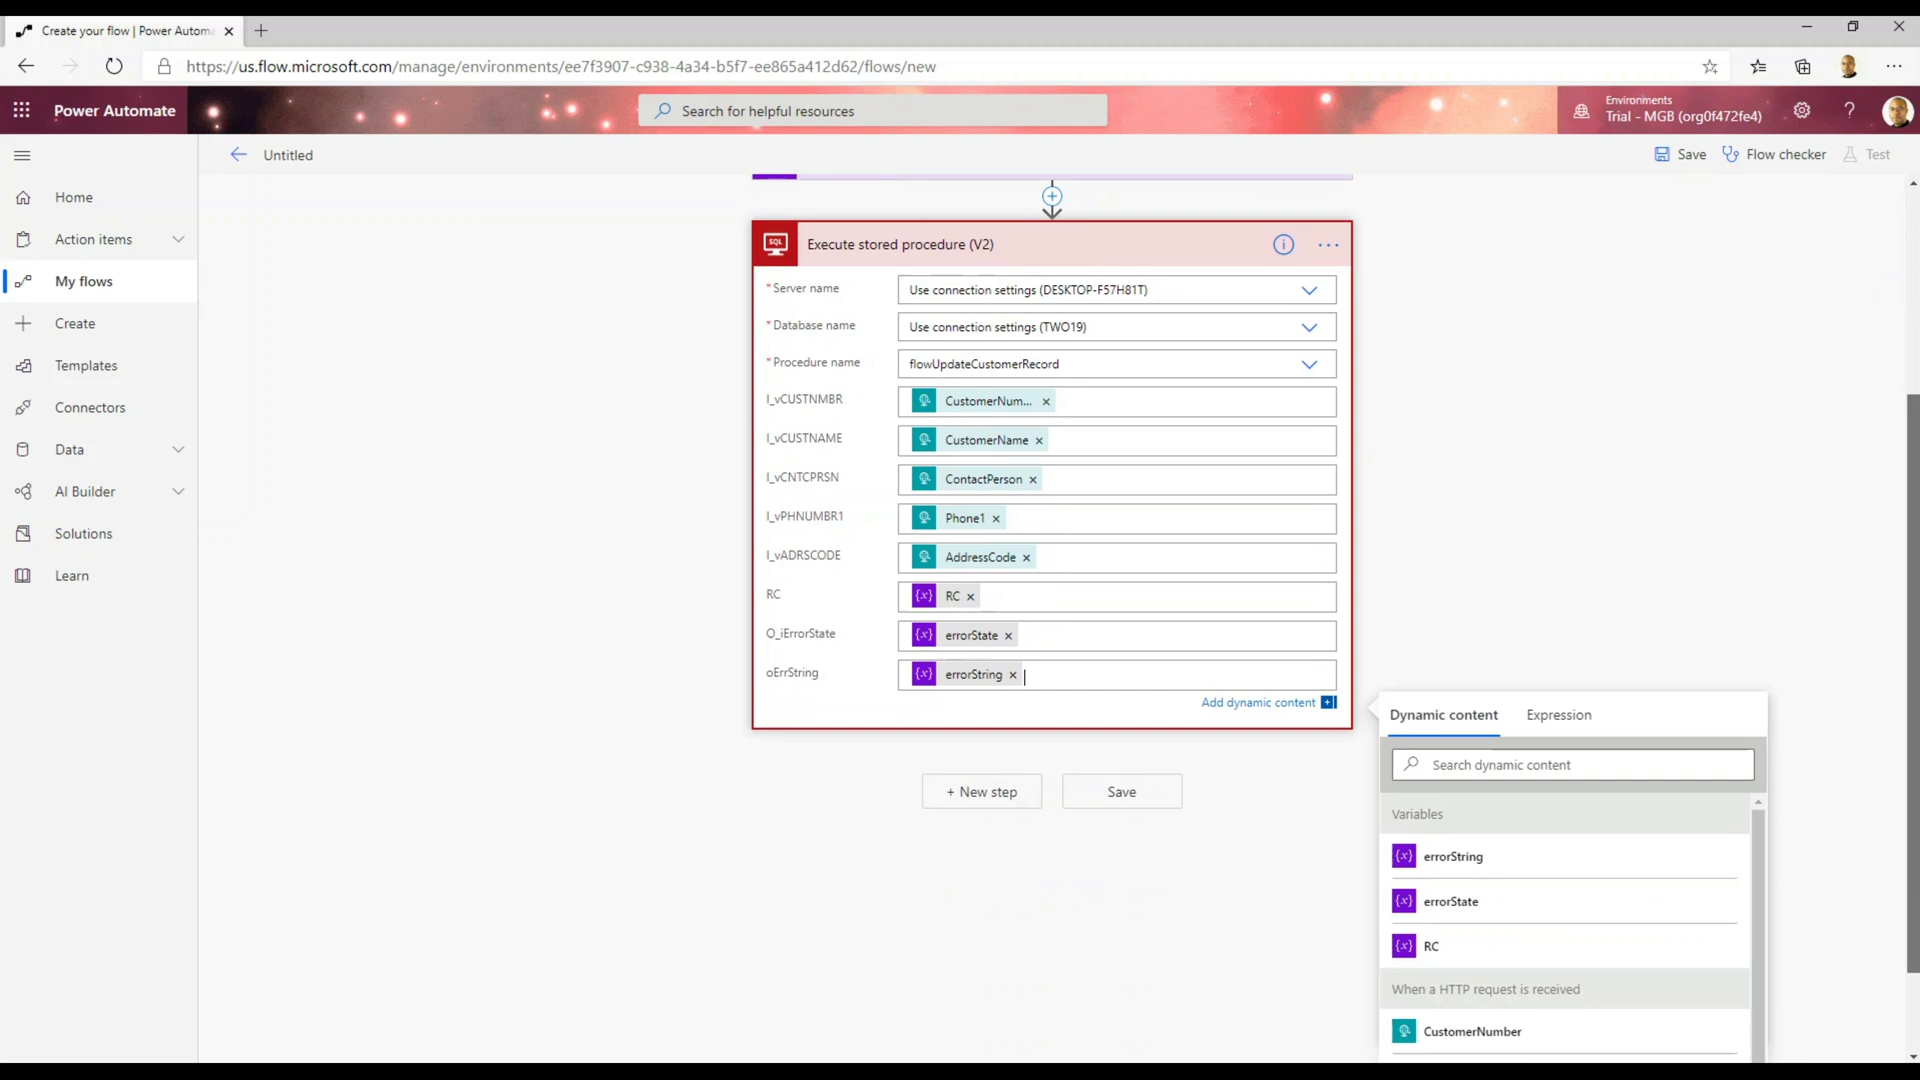 Create your flow | Power Automa
https://us.flow.microsoft.com/manage/environments/ee7f3907-c938-4a34-b5f7-ee865a412d62/flows/new
Power Automate
Search for helpful resources
Environments
Trial - MGB (org0f472fe4)
?
Untitled
Save
Flow checker
Test
Home
Action items
My flows
Create
Templates
Connectors
Data
AI Builder
Solutions
Learn
SQL
Execute stored procedure (V2)
* Server name
Use connection settings (DESKTOP-F57H81T)
* Database name
Use connection settings (TWO19)
* Procedure name
flowUpdateCustomerRecord
I_vCUSTNMBR
CustomerNum...
I_vCUSTNAME
CustomerName
I_vCNTCPRSN
ContactPerson
I_vPHNUMBR1
Phone1
I_vADRSCODE
AddressCode
RC
{x} RC
O_iErrorState
{x} errorState
oErrString
{x} errorString
Add dynamic content
+ New step
Save
Dynamic content
Expression
Search dynamic content
Variables
{x} errorString
{x} errorState
{x} RC
When a HTTP request is received
CustomerNumber